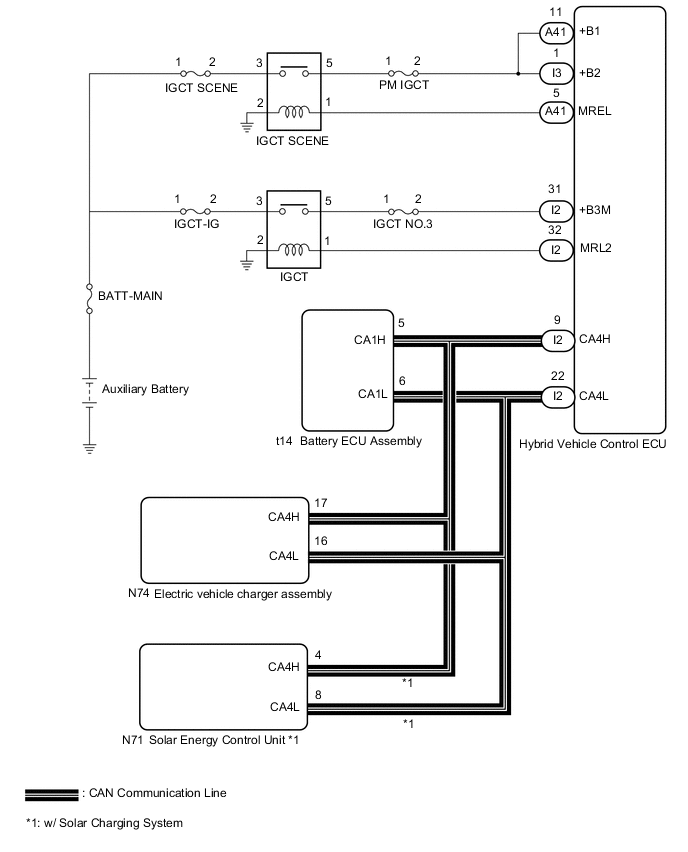 11
A41 +B1
1 2 3 5 1 2 1
I3 +B2
IGCT SCENE PM IGCT
5
2 1 A41 MREL
IGCT SCENE
31
1 2 3 5 1 2
I2 +B3M
IGCT-IG IGCT NO.3
32
2 1 I2 MRL2
IGCT
BATT-MAIN
5 9
CA1H I2 CA4H
Auxiliary Battery
6 22
CA1L I2 CA4L
t14 Battery ECU Assembly
Hybrid Vehicle Control ECU
17
CA4H
16
CA4L
N74 Electric vehicle charger assembly
4
CA4H
*1
8
CA4L
*1
N71 Solar Energy Control Unit *1
: CAN Communication Line
*1: w/ Solar Charging System